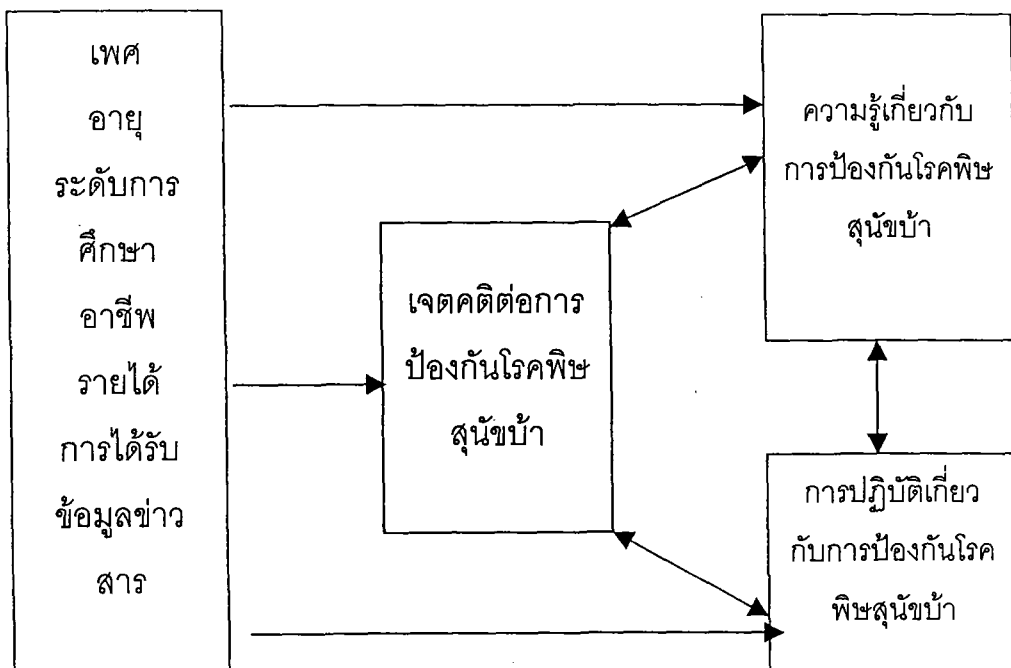 เพศ
อายุ
ระดับการ
ศึกษา
อาชีพ
รายได้
การได้รับ
ข้อมูลข่าว
สาร
เจตคติต่อการ
ป้องกันโรคพิษ
สุนัขบ้า
ความรู้เกี่ยวกับ
การป้องกันโรคพิษ
สุนัขบ้า
การปฏิบัติเกี่ยว
กับการป้องกันโรค
พิษสุนัขบ้า